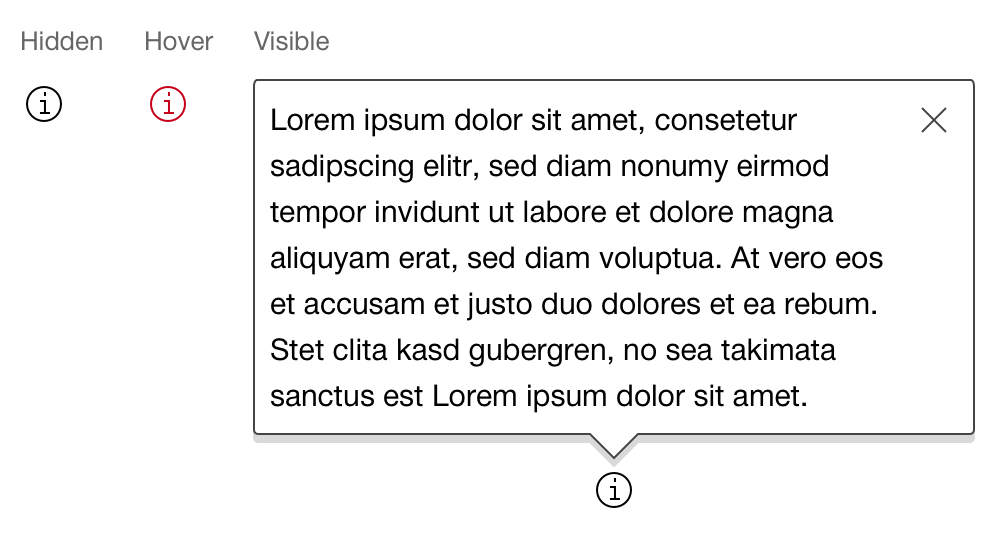 Hidden Hover Visible
i i
Lorem ipsum dolor sit amet, consetetur
sadipscing elitr, sed diam nonumy eirmod
tempor invidunt ut labore et dolore magna
aliquyam erat, sed diam voluptua. At vero eos
et accusam et justo duo dolores et ea rebum.
Stet clita kasd gubergren, no sea takimata
sanctus est Lorem ipsum dolor sit amet.
i